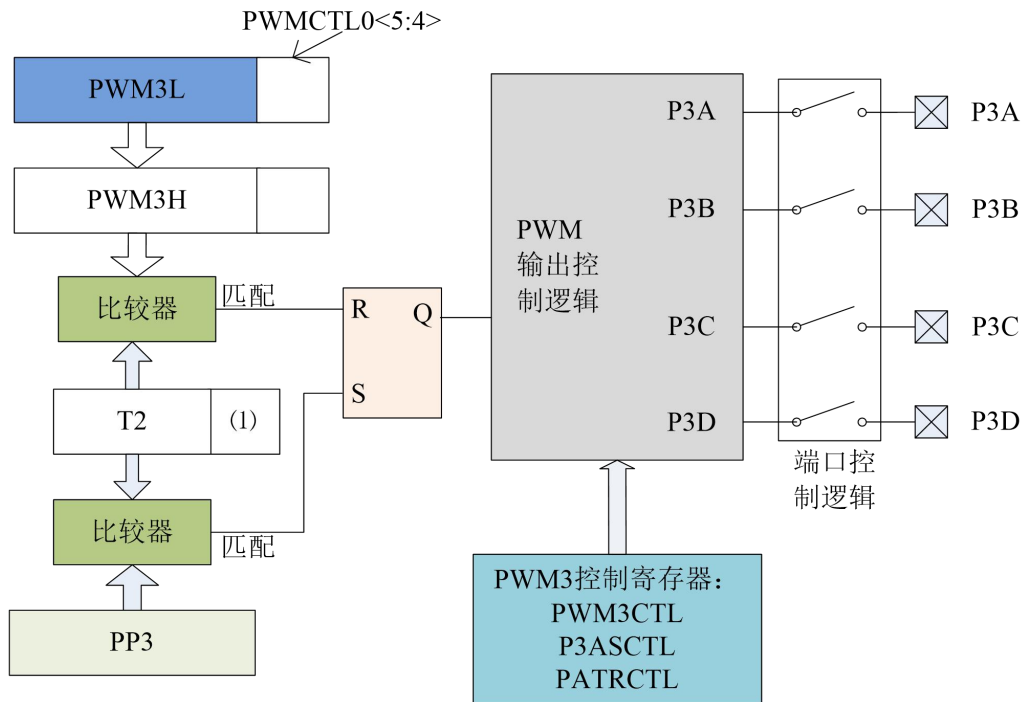 PWMCTL0<5:4>
PWM3L
PWM3H
比较器
匹配
R
Q
S
T2
(1)
比较器
匹配
PP3
PWM
输出控
制逻辑
P3A
P3B
P3C
P3D
端口控
制逻辑
P3A
P3B
P3C
P3D
PWM3控制寄存器：
PWM3CTL
P3ASCTL
PATRCTL